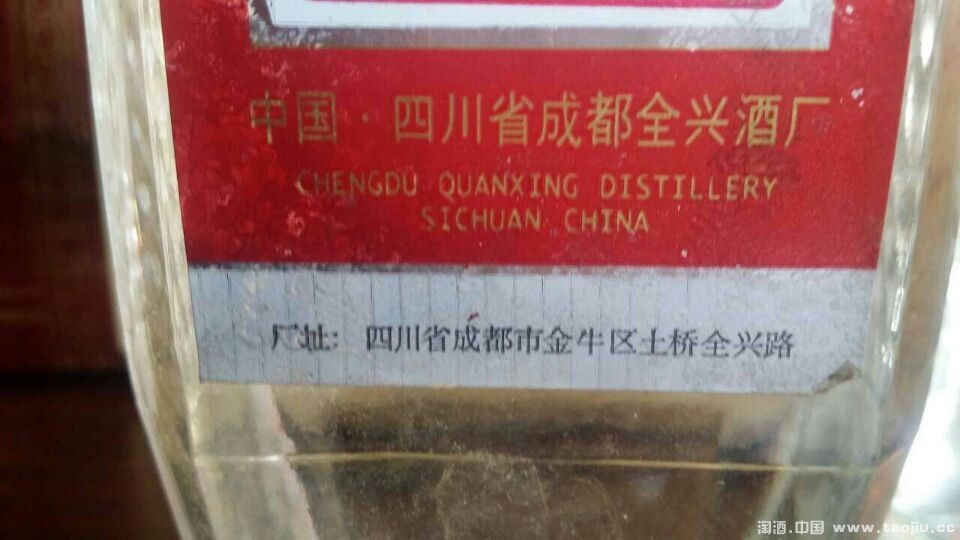 中国·四川省成都全兴酒厂
CHENGDU QUANXING DISTILLERY
SICHUAN CHINA
厂址: 四川省成都市金牛区土桥全兴路
淘酒.中国 www.taojiu.cc